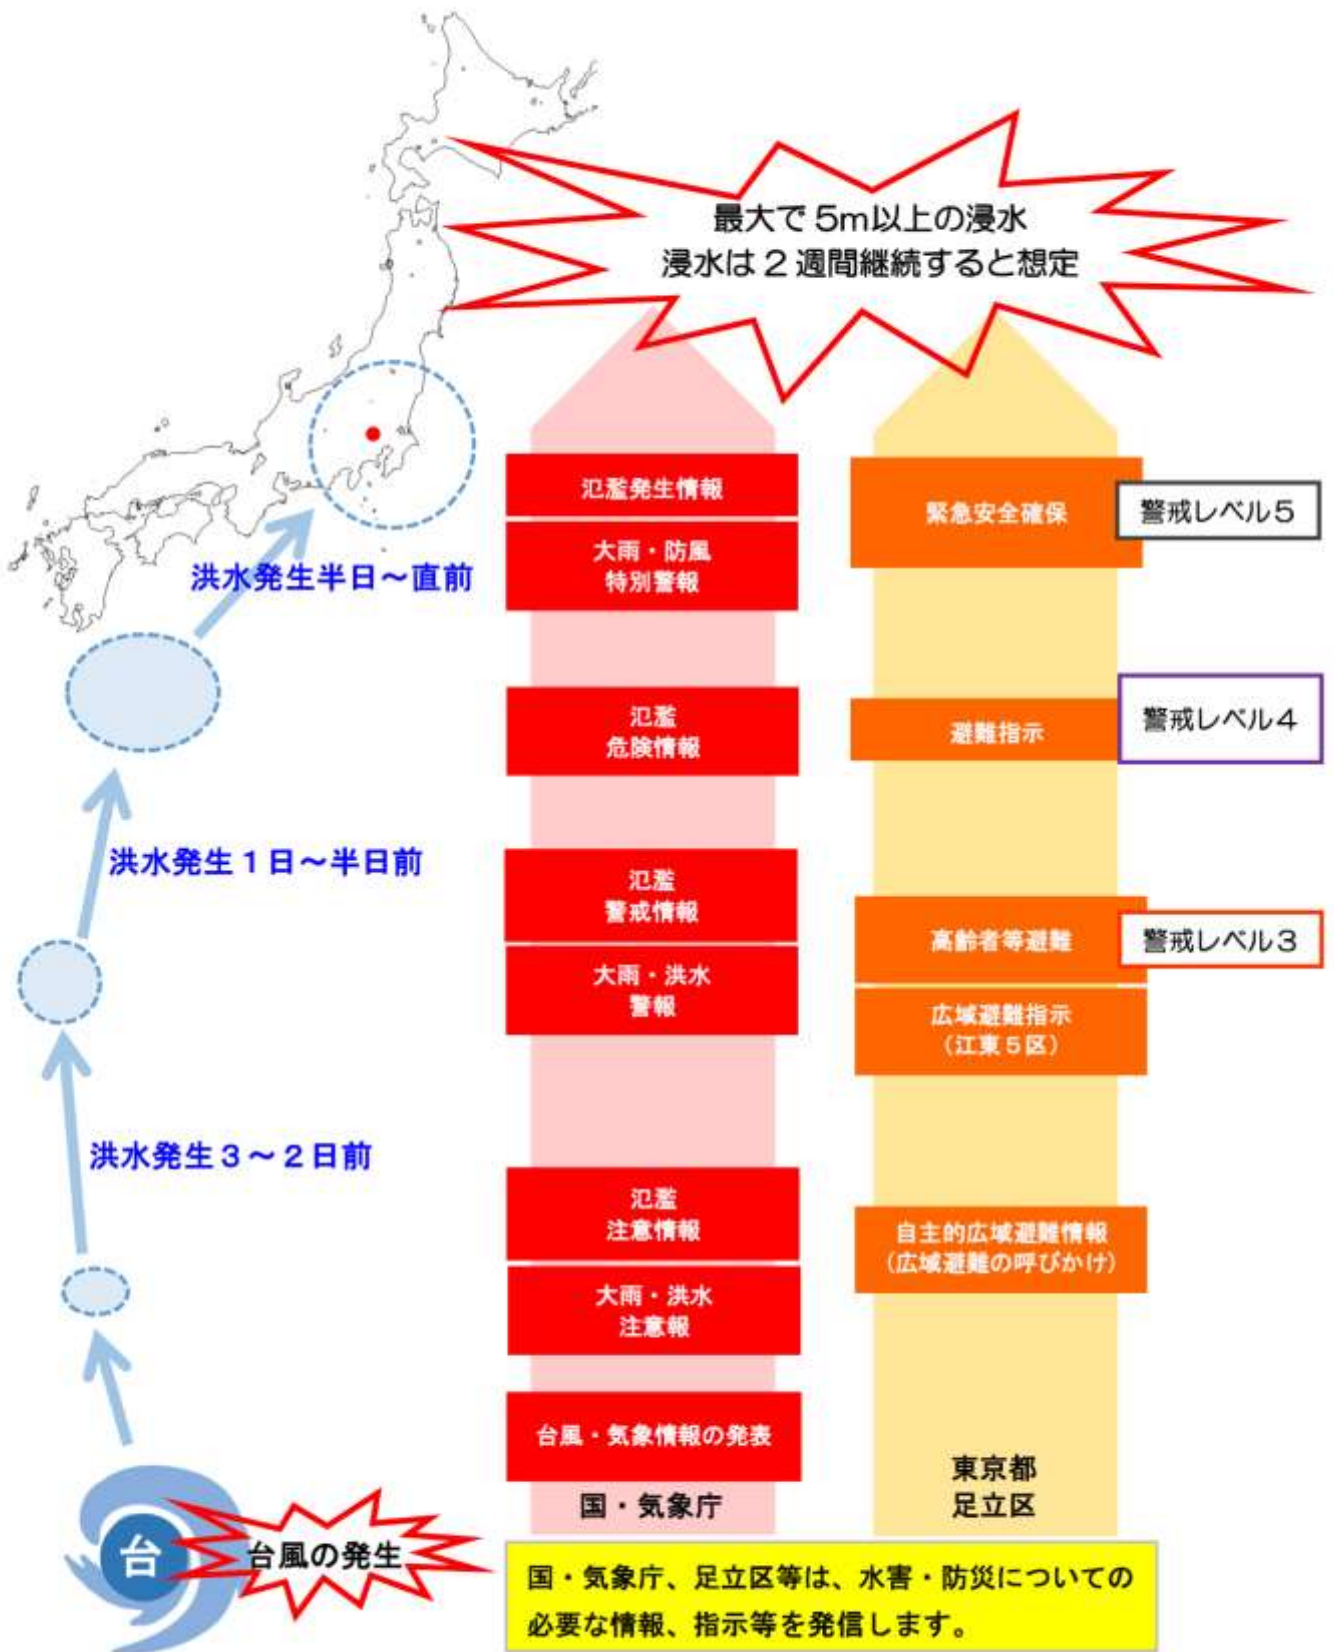 最大で5m以上の浸水
浸水は2週間継続すると想定
氾濫発生情報
大雨・防風
特別警報
緊急安全確保
警戒レベル5
洪水発生半日～直前
氾濫
危険情報
避難指示
警戒レベル4
洪水発生1日～半日前
氾濫
警戒情報
大雨・洪水
警報
高齢者等避難
警戒レベル3
広域避難指示
(江東5区)
洪水発生3～2日前
氾濫
注意情報
大雨・洪水
注意報
自主的広域避難情報
(広域避難の呼びかけ)
台風・気象情報の発表
国・気象庁
東京都
足立区
台
台風の発生
国・気象庁、足立区等は、水害・防災についての
必要な情報、指示等を発信します。